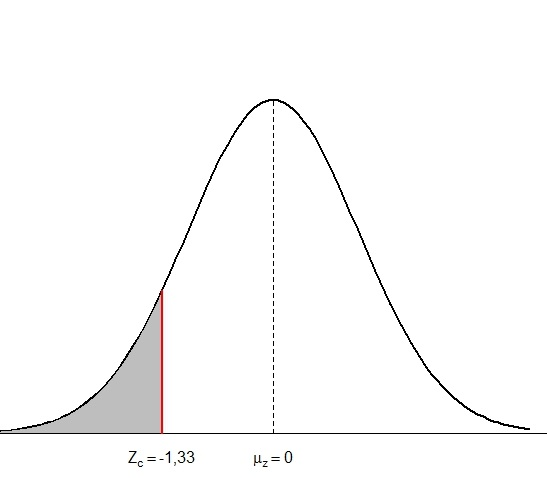 Zc = -1,33 μz = 0